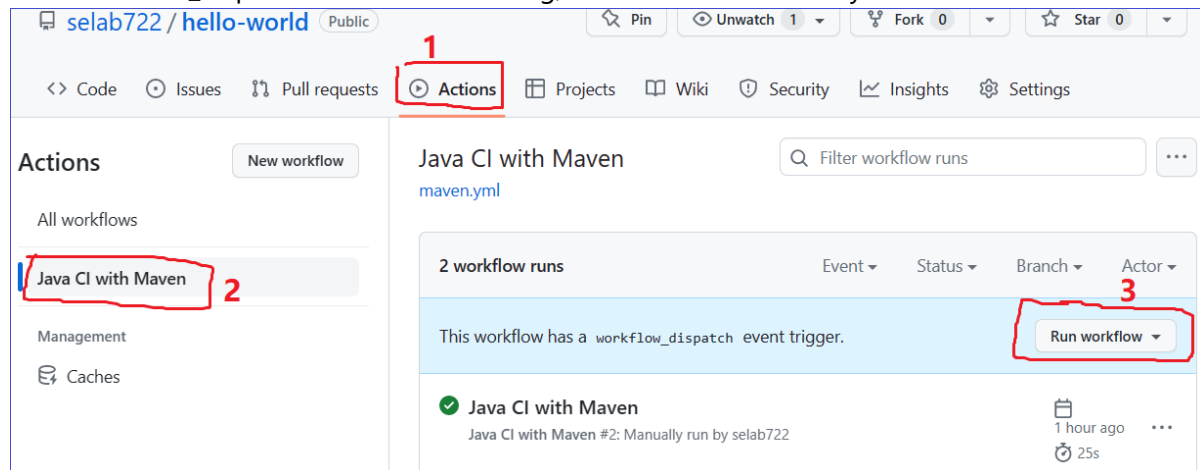 selab722 / hello-world Public Pin Unwatch 1 Fork 0 Star 0
1
Code Issues Pull requests Actions Projects Wiki Security Insights Settings
Actions New workflow
All workflows
Java CI with Maven 2
Management
Caches
Java CI with Maven Filter workflow runs
maven.yml
2 workflow runs Event Status Branch Actor
3
This workflow has a workflow_dispatch event trigger. Run workflow
Java CI with Maven
Java CI with Maven #2: Manually run by selab722
1 hour ago
25s